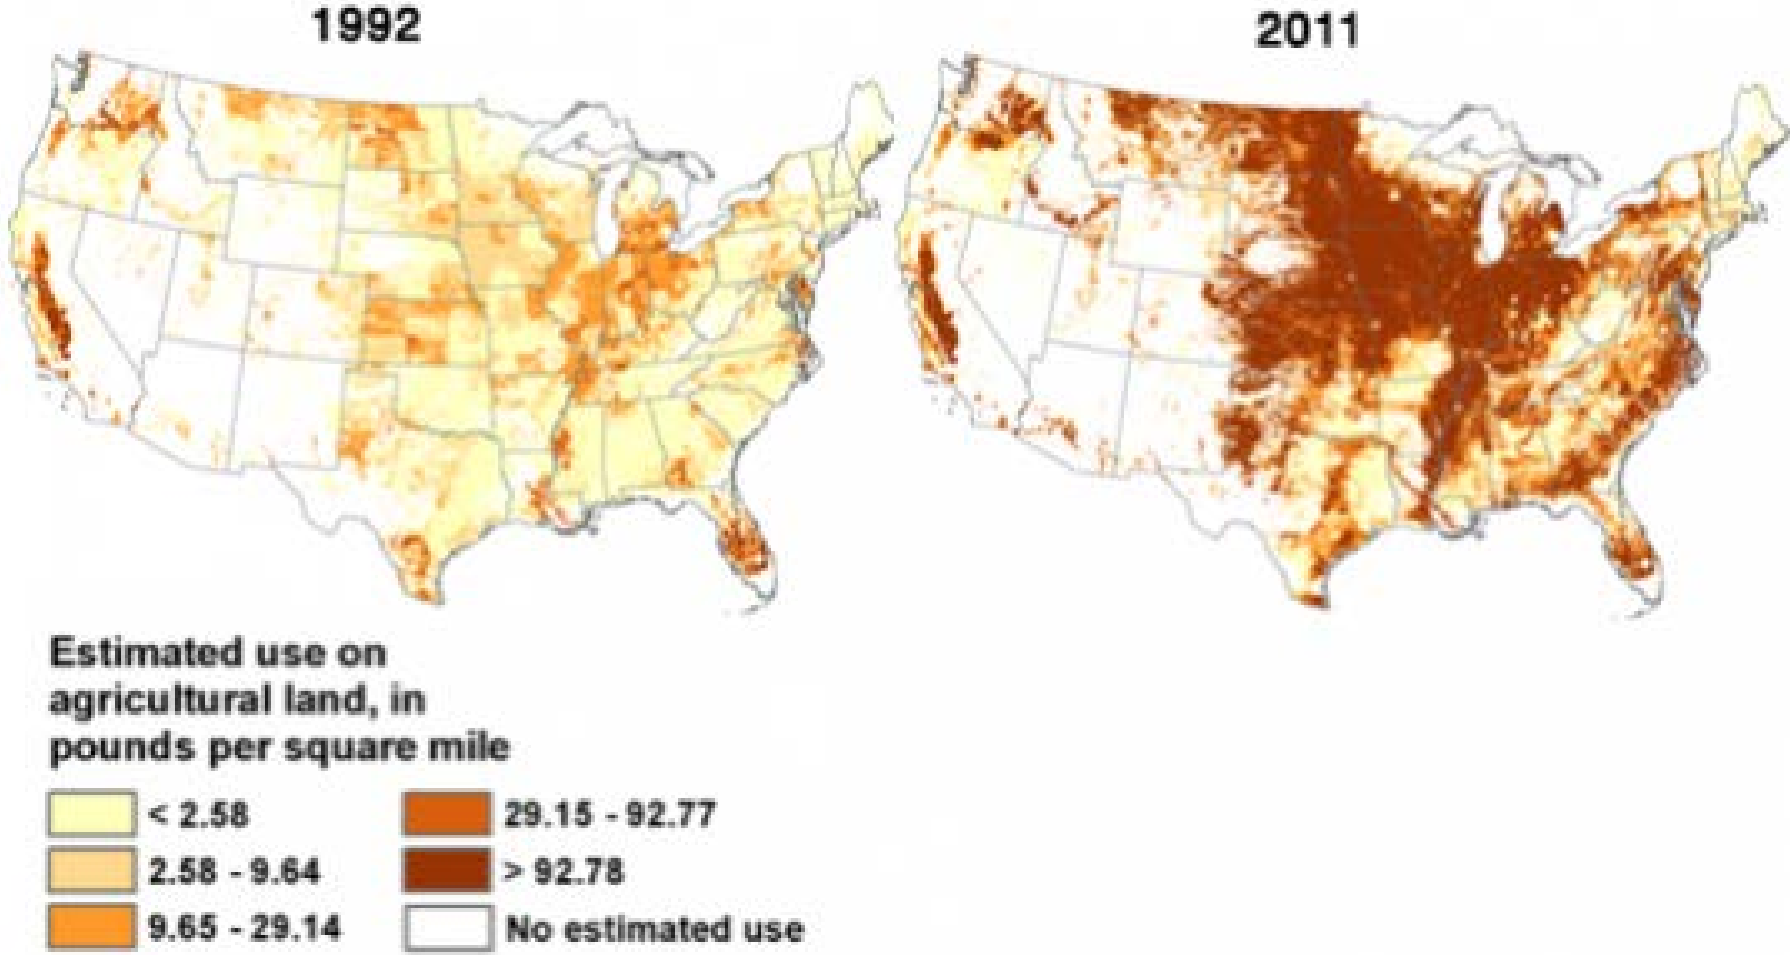 1992
2011
Estimated use on
agricultural land, in
pounds per square mile
< 2.58
2.58 - 9.64
9.65 - 29.14
29.15 - 92.77
> 92.78
No estimated use